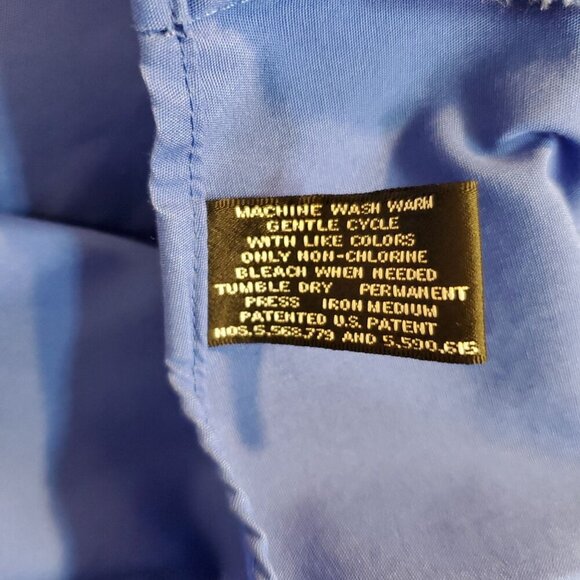 MACHINE WASH WARM
GENTLE CYCLE
WITH LIKE COLORS
ONLY NON-CHLORINE
BLEACH WHEN NEEDED
TUMBLE DRY PERMANENT
PRESS IRON MEDIUM
PATENTED U.S. PATENT
NOS.5,568,779 AND 5,590,615